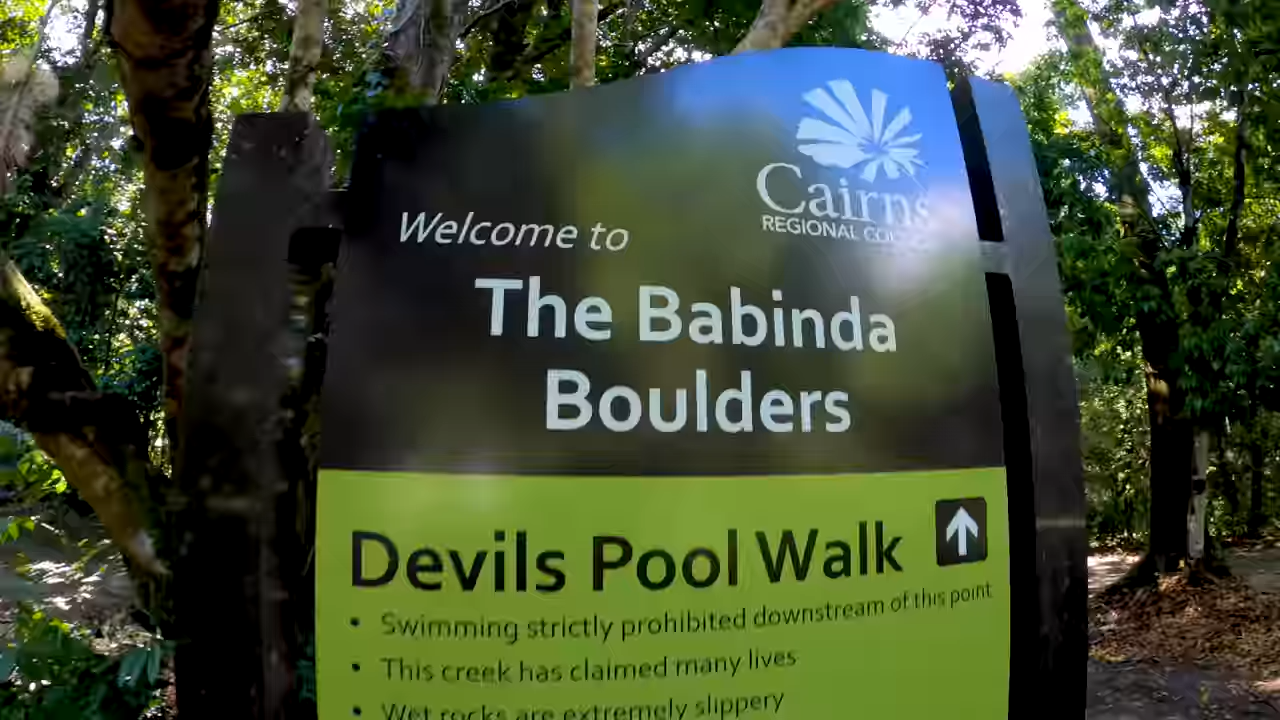 Cairns
REGIONAL
Welcome to
The Babinda
Boulders
Devils Pool Walk
• Swimming strictly prohibited downstream of this point
• This creek has claimed many lives
• Wet rocks are extremely slippery